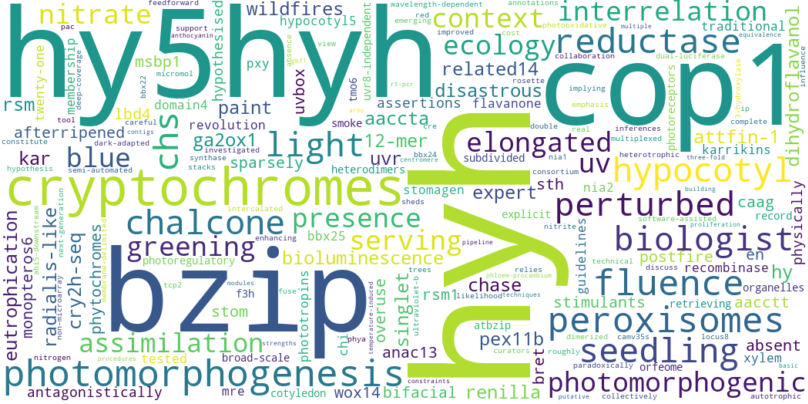 hy5hyh
cop1
bzip
hyh
cryptochromes
nitrate
wildfires
hypocotyl5
feedforward
wavelength-dependent
annotations
context
interrelation
traditional
ecology
reductase
related14
disastrous
flavanone
assertions
dual-luciferase
dihydroflavanol
photoreceptors
emphasis
pac
support
anthocyanin
bbx22
micromol
deep-coverage
twenty-one
membership
msbp1
hypothesised
pxy
tmo6
absence
view
uvr8-independent
emerging
red
improved
cost
collaboration
multiple
equivalence
influence
rsm
tool
domain4
uvbox
implying
ip
complete
lbd4
careful
contigs
paint
smoke
aaccta
cre
bbx24
afterripened
revolution
constitute
dark-adapted
chs
ga2ox1
light
12-mer
elongated
attfin-1
karrikins
real
inferences
multiplexed
heterotrophic
three-fold
double
rosette
rt-pcr
kar
blue
hypothesis
semi-automated
investigated
synthase
stacks
sparsely
uvr
heterodimers
centromere
subdivided
consortium
nia1
uv
hypocotyl
stomagen
expert
sth
nia2
building
sheds
intercalated
chalcone
presence
perturbed
caag
record
explicit
software-assisted
proliferation
greening
bbx25
serving
pipeline
biologist
technical
discuss
nitrite
en
postfire
recombinase
hy
physically
eutrophication
monopteros6
radialis-like
cry2h-seq
phytochromes
abi5
next-generation
non-microarray
enhancing
photoregulatory
bioluminescence
trees
phloem-procambium
relies
chase
fluence
guidelines
stimulants
aacctt
retrieving
organelles
tcp2
modules
f3h
fuse
phototropins
stom
singlet
rsm1
likelihood
techniques
atbzip
peroxisomes
dimerized
camv35s
locus8
roughly
paradoxically
absent
assimilation
temperature-induced
phya
overuse
ultraviolet-b
pex11b
curators
seedling
xylem
basic
orfeome
nitrogen
procedures
tested
broad-scale
strengths
chi
anac13
photomorphogenesis
antagonistically
mre
cotyledon
wox14
bifacial
renilla
constraints
bret
photomorphogenic
putative
collectively
autotrophic